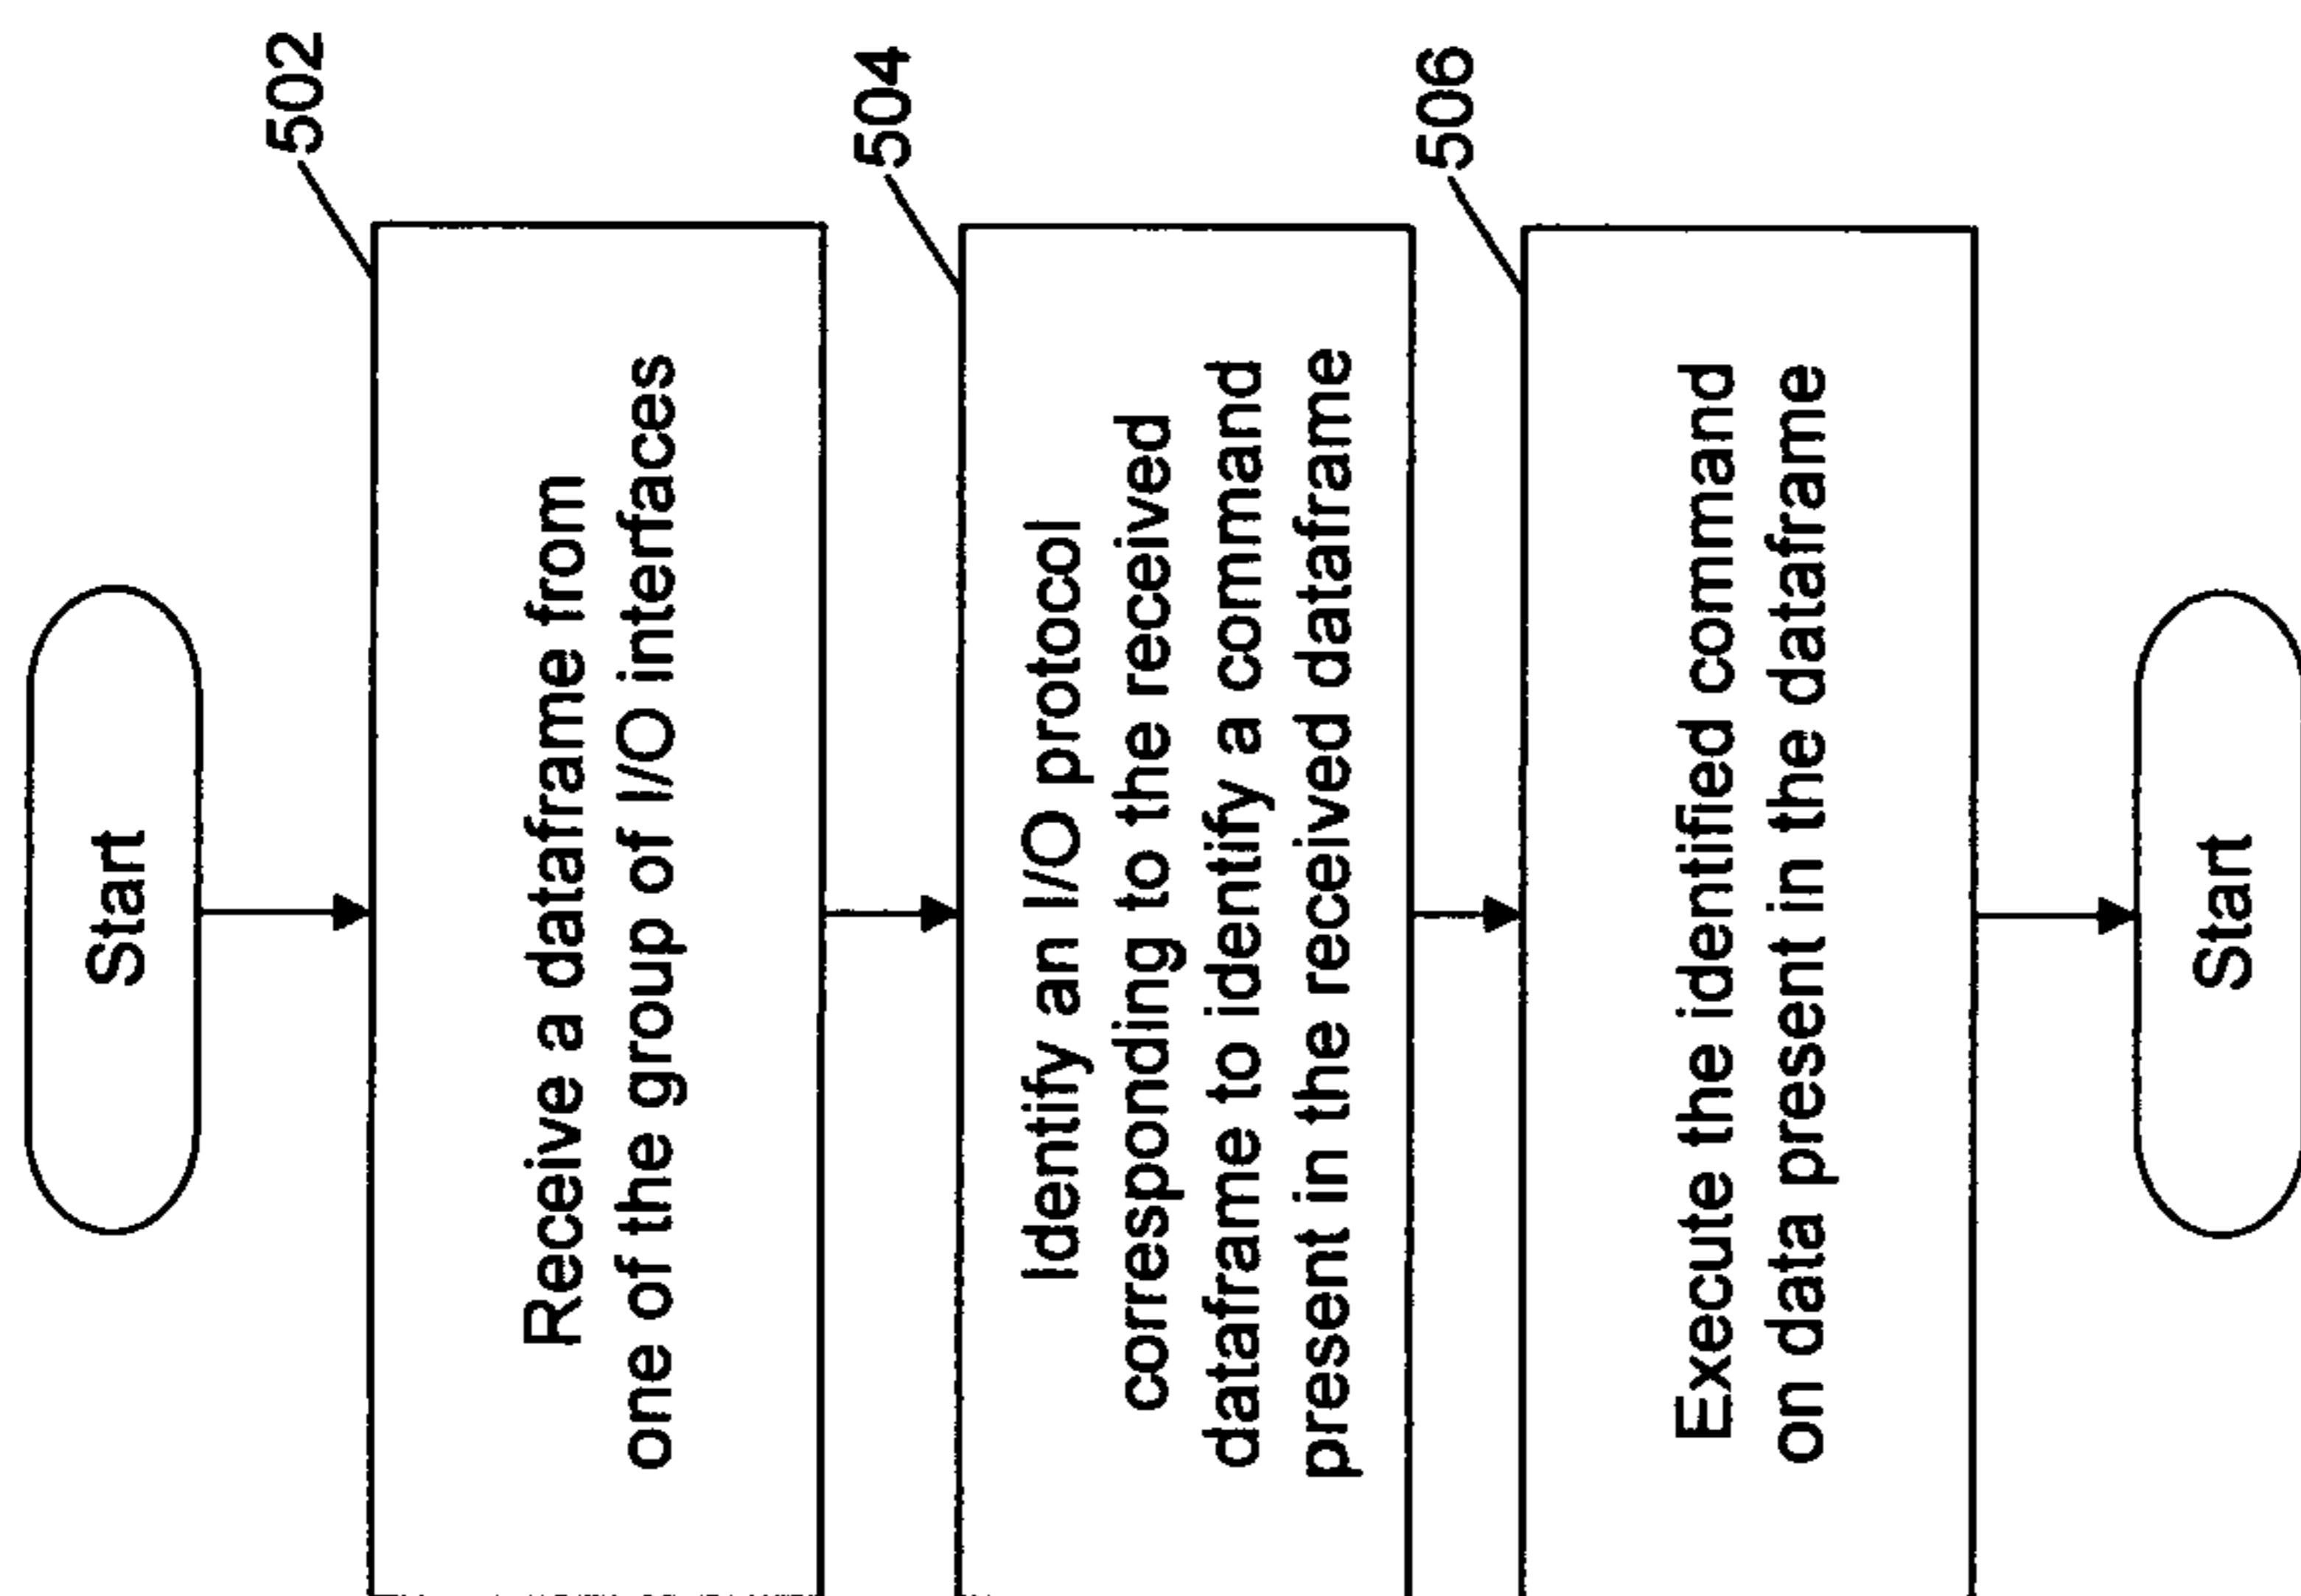 Start
502
Receive a dataframe from
one of the group of I/O interfaces
504
Identify an I/O protocol
corresponding to the received
dataframe to identify a command
present in the received dataframe
506
Execute the identified command
on data present in the dataframe
Start